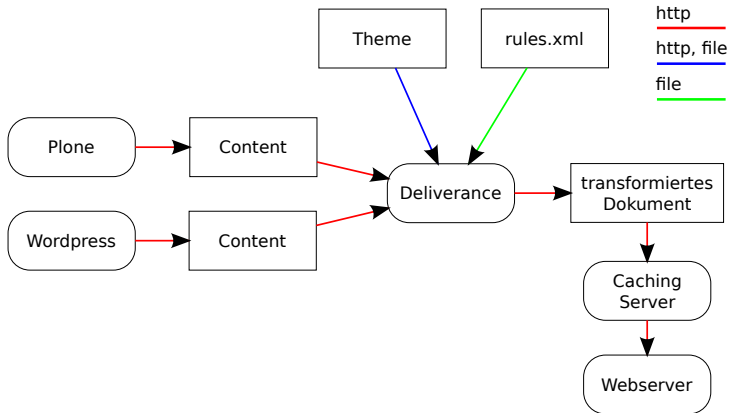 http
http, file
file
Theme
rules.xml
Plone
Content
Deliverance
transformiertes
Dokument
Wordpress
Content
Caching
Server
Webserver